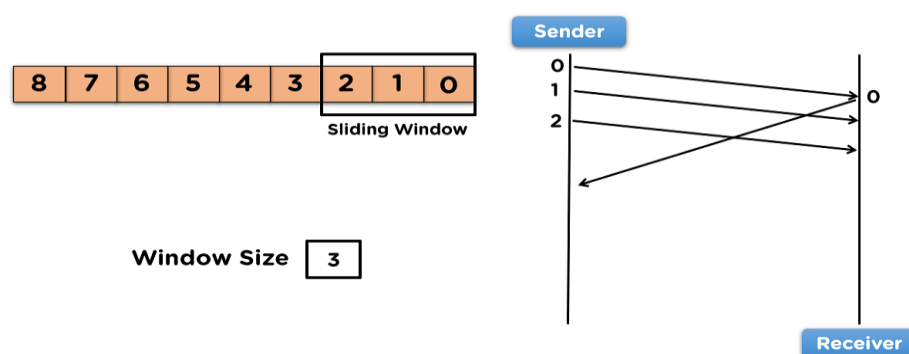 8 7 6 5 4 3 2 1 0
Sliding Window
Window Size 3
Sender
0
1
2
0
Receiver